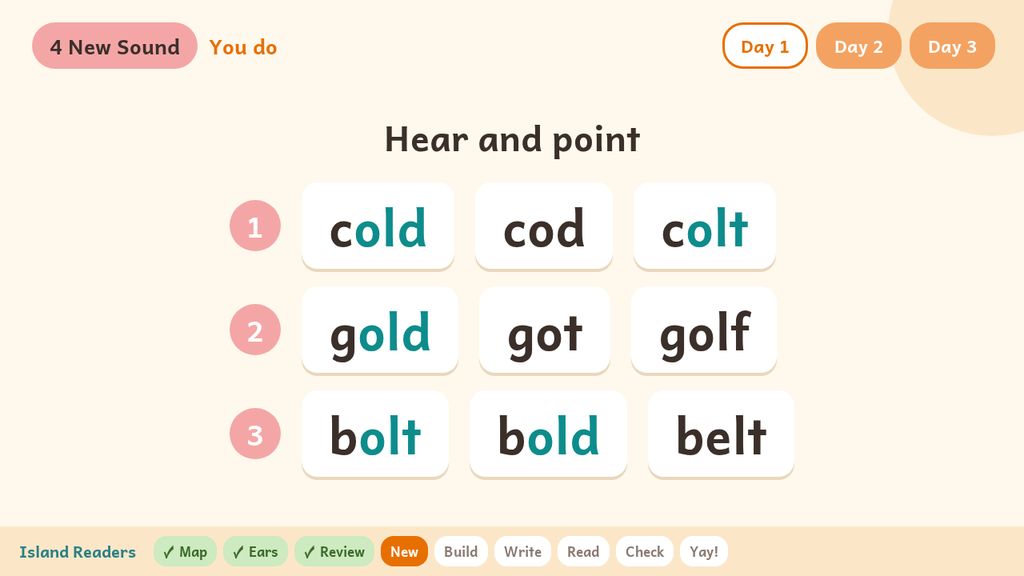 4 New Sound You do Day 1 Day 2 Day 3
Hear and point
1 cold cod colt
2 gold got golf
3 bolt bold belt
Island Readers ✓ Map ✓ Ears ✓ Review New Build Write Read Check Yay!